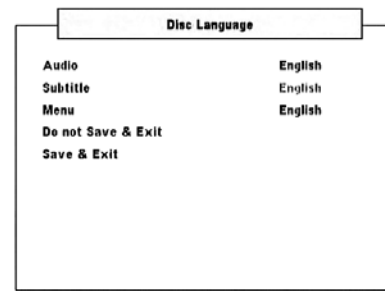 Disc Language
Audio English
Subtitle English
Menu English
Do not Save & Exit
Save & Exit